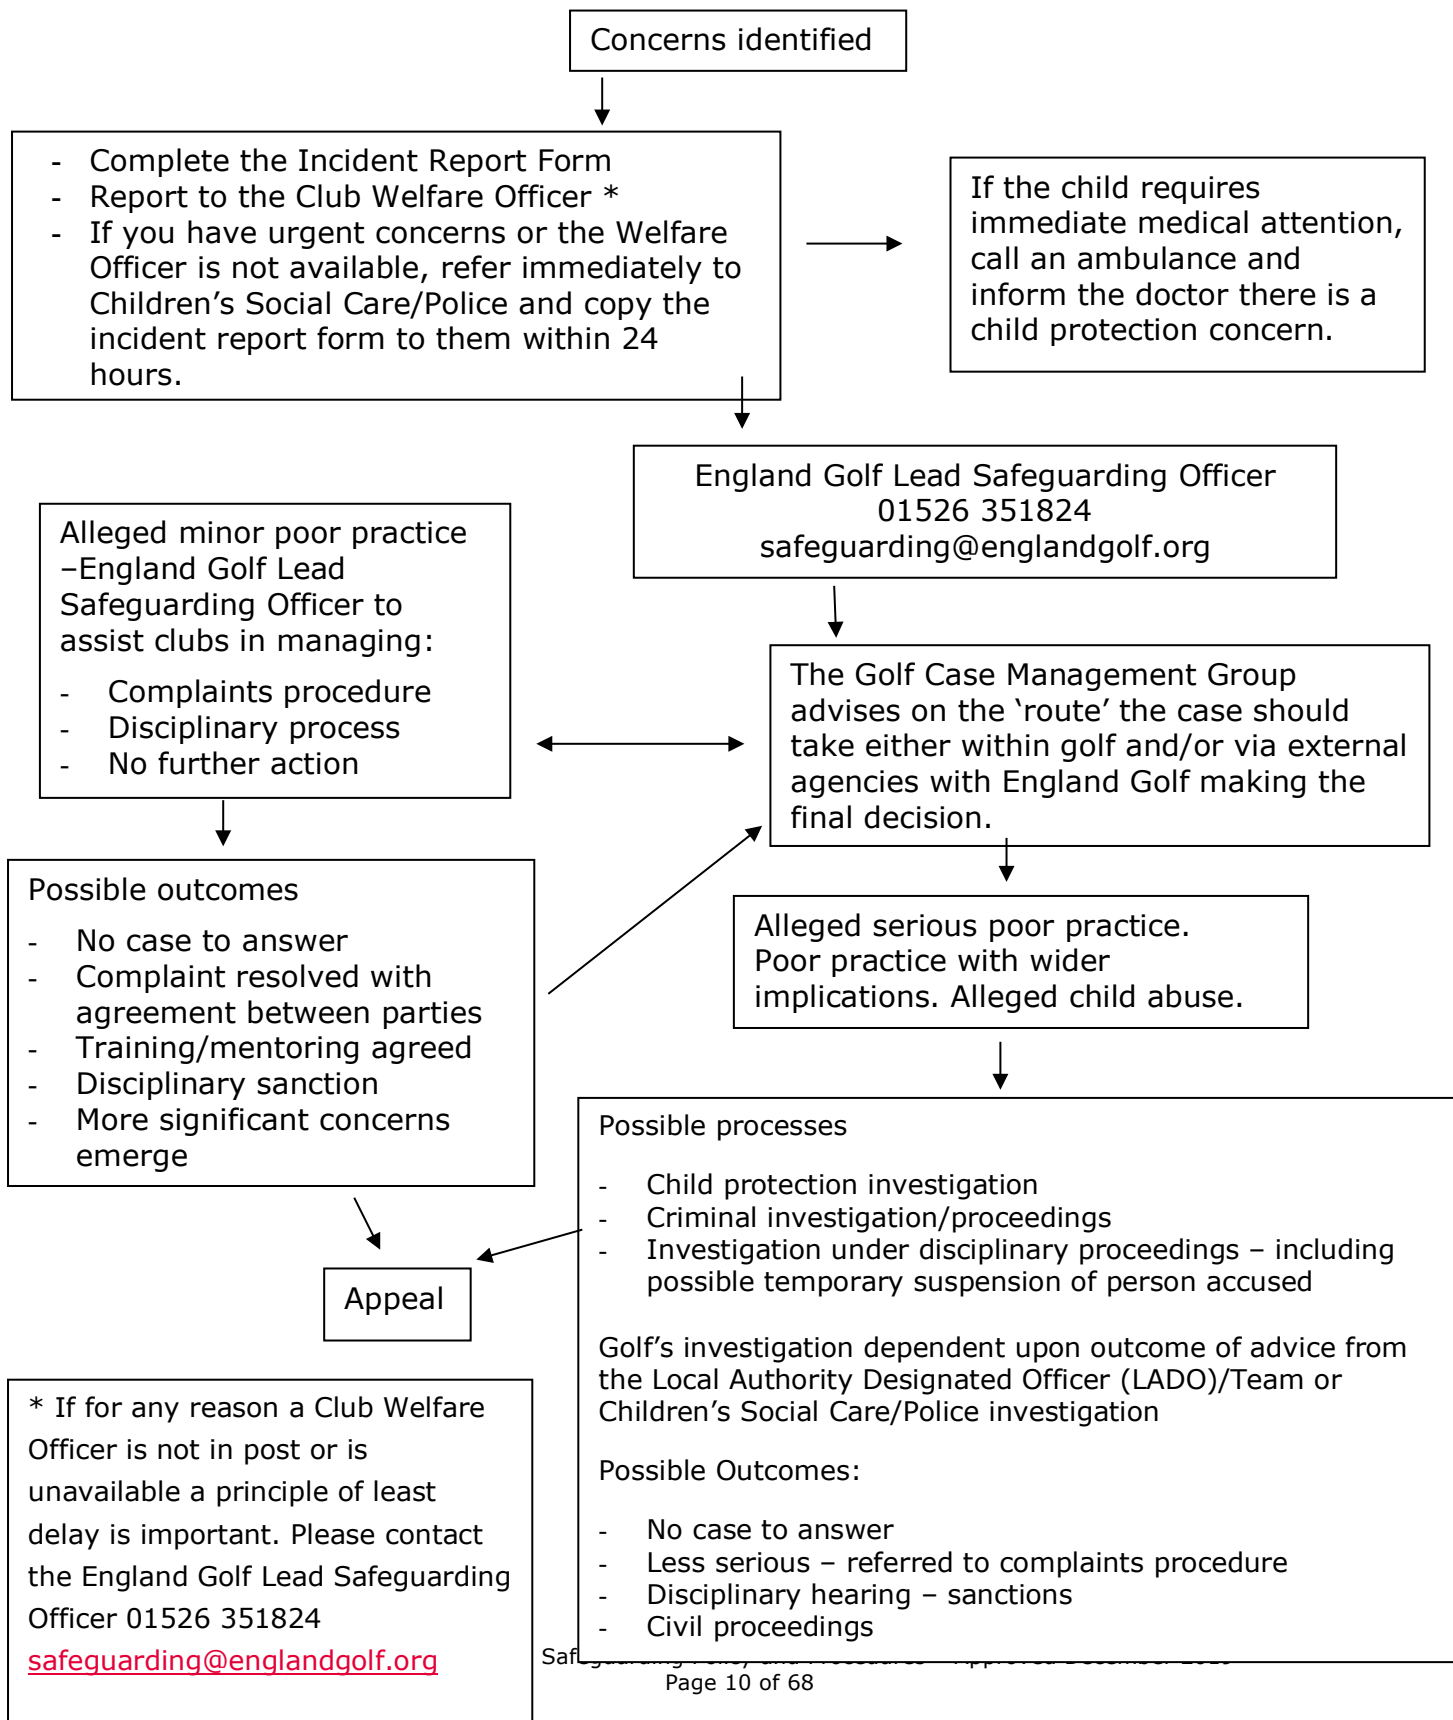 Concerns identified
- Complete the Incident Report Form
- Report to the Club Welfare Officer *
- If you have urgent concerns or the Welfare
Officer is not available, refer immediately to
Children’s Social Care/Police and copy the
incident report form to them within 24
hours.
If the child requires
immediate medical attention,
call an ambulance and
inform the doctor there is a
child protection concern.
England Golf Lead Safeguarding Officer
01526 351824
safeguarding@englandgolf.org
Alleged minor poor practice
–England Golf Lead
Safeguarding Officer to
assist clubs in managing:
- Complaints procedure
- Disciplinary process
- No further action
The Golf Case Management Group
advises on the ‘route’ the case should
take either within golf and/or via external
agencies with England Golf making the
final decision.
Possible outcomes
- No case to answer
- Complaint resolved with
agreement between parties
- Training/mentoring agreed
- Disciplinary sanction
- More significant concerns
emerge
Alleged serious poor practice.
Poor practice with wider
implications. Alleged child abuse.
Possible processes
- Child protection investigation
- Criminal investigation/proceedings
- Investigation under disciplinary proceedings – including
possible temporary suspension of person accused
Golf’s investigation dependent upon outcome of advice from
the Local Authority Designated Officer (LADO)/Team or
Children’s Social Care/Police investigation
Possible Outcomes:
- No case to answer
- Less serious – referred to complaints procedure
- Disciplinary hearing – sanctions
- Civil proceedings
Appeal
* If for any reason a Club Welfare
Officer is not in post or is
unavailable a principle of least
delay is important. Please contact
the England Golf Lead Safeguarding
Officer 01526 351824
safeguarding@englandgolf.org
Safeguarding Policy and Procedures Approved December
Page 10 of 68